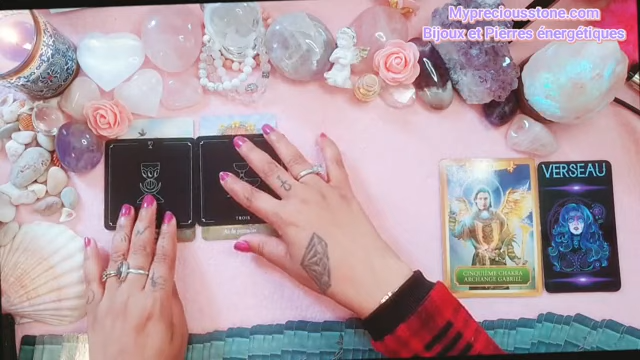 Mypreciousstone.com
Bijoux et Pierres énergétiques
VERSEAU
TROIS
CINQUIÈME CHAKRA
ARCHANGE GABRIEL